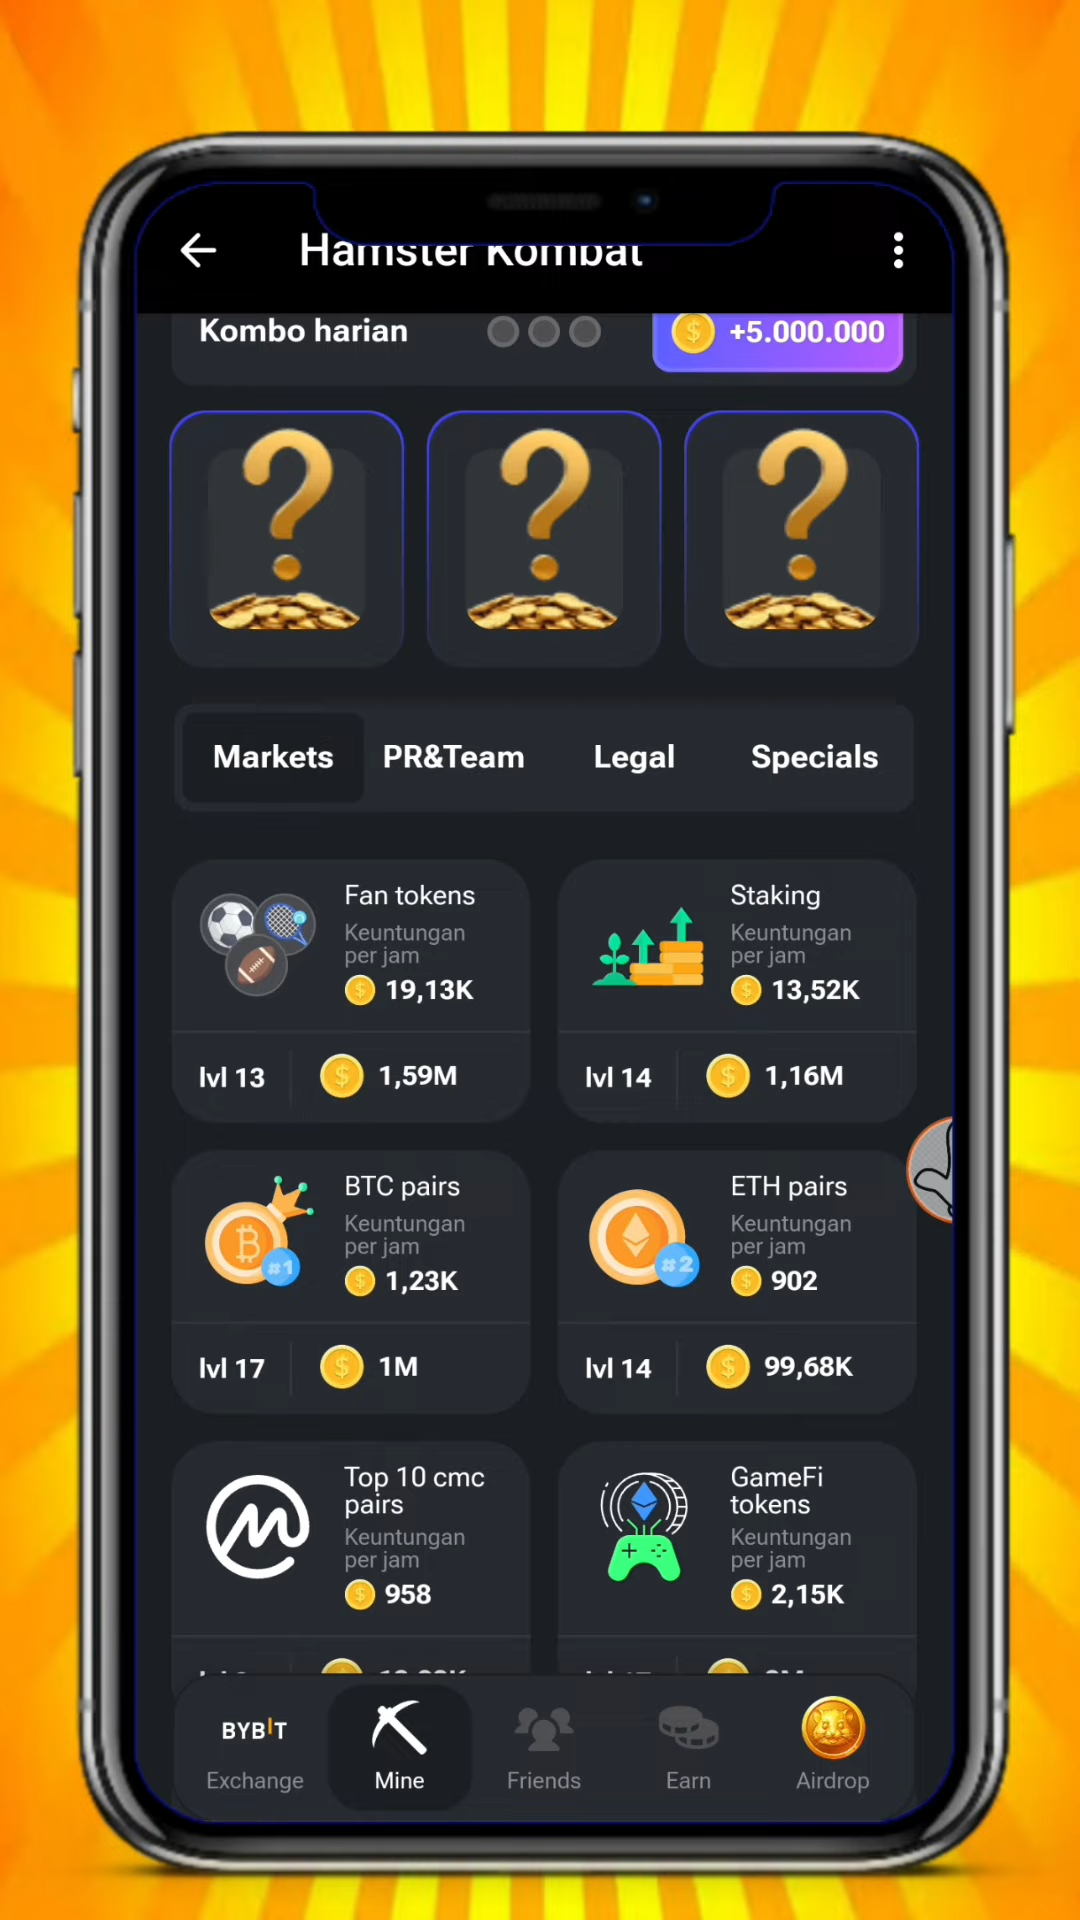 Hamster Kombat
Kombo harian
+5.000.000
Markets
PR&Team
Legal
Specials
Fan tokens
Keuntungan
per jam
19,13K
lvl 13
1,59M
Staking
Keuntungan
per jam
13,52K
lvl 14
1,16M
BTC pairs
#1
Keuntungan
per jam
1,23K
lvl 17
1M
ETH pairs
#2
Keuntungan
per jam
902
lvl 14
99,68K
Top 10 cmc
pairs
Keuntungan
per jam
958
GameFi
tokens
Keuntungan
per jam
2,15K
BYBIT
Exchange
Mine
Friends
Earn
Airdrop